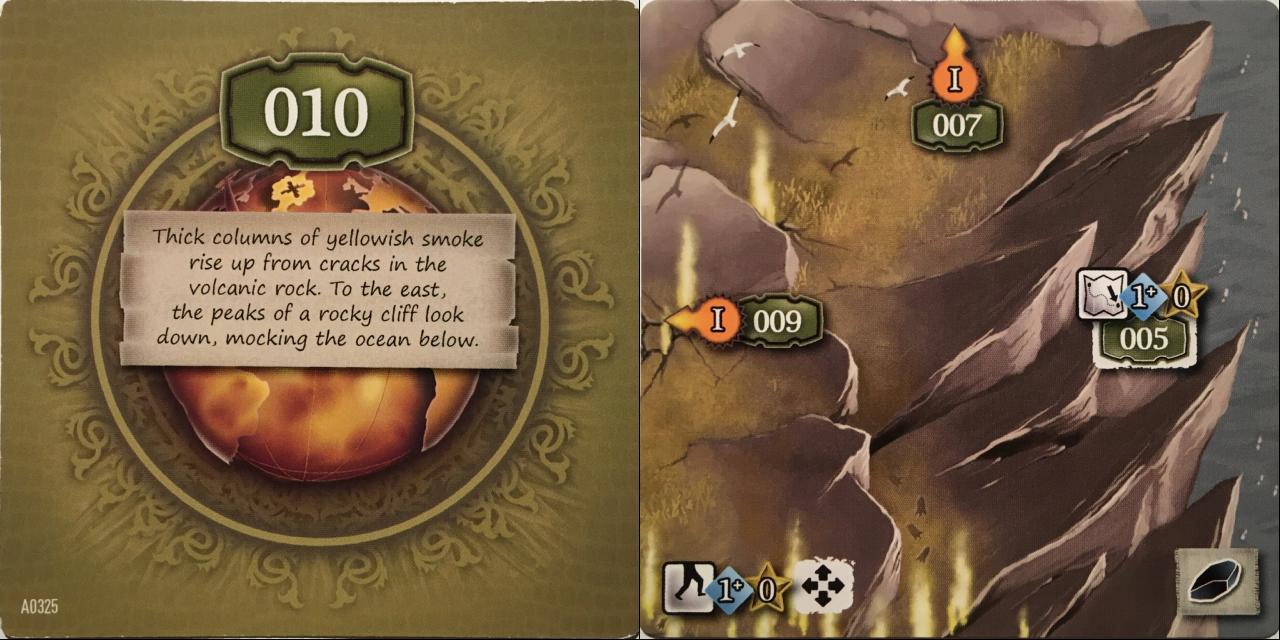 010
Thick columns of yellowish smoke
rise up from cracks in the
volcanic rock. To the east,
the peaks of a rocky cliff look
down, mocking the ocean below.
A0325
I
007
I 009
1+ 0
005
1+ 0